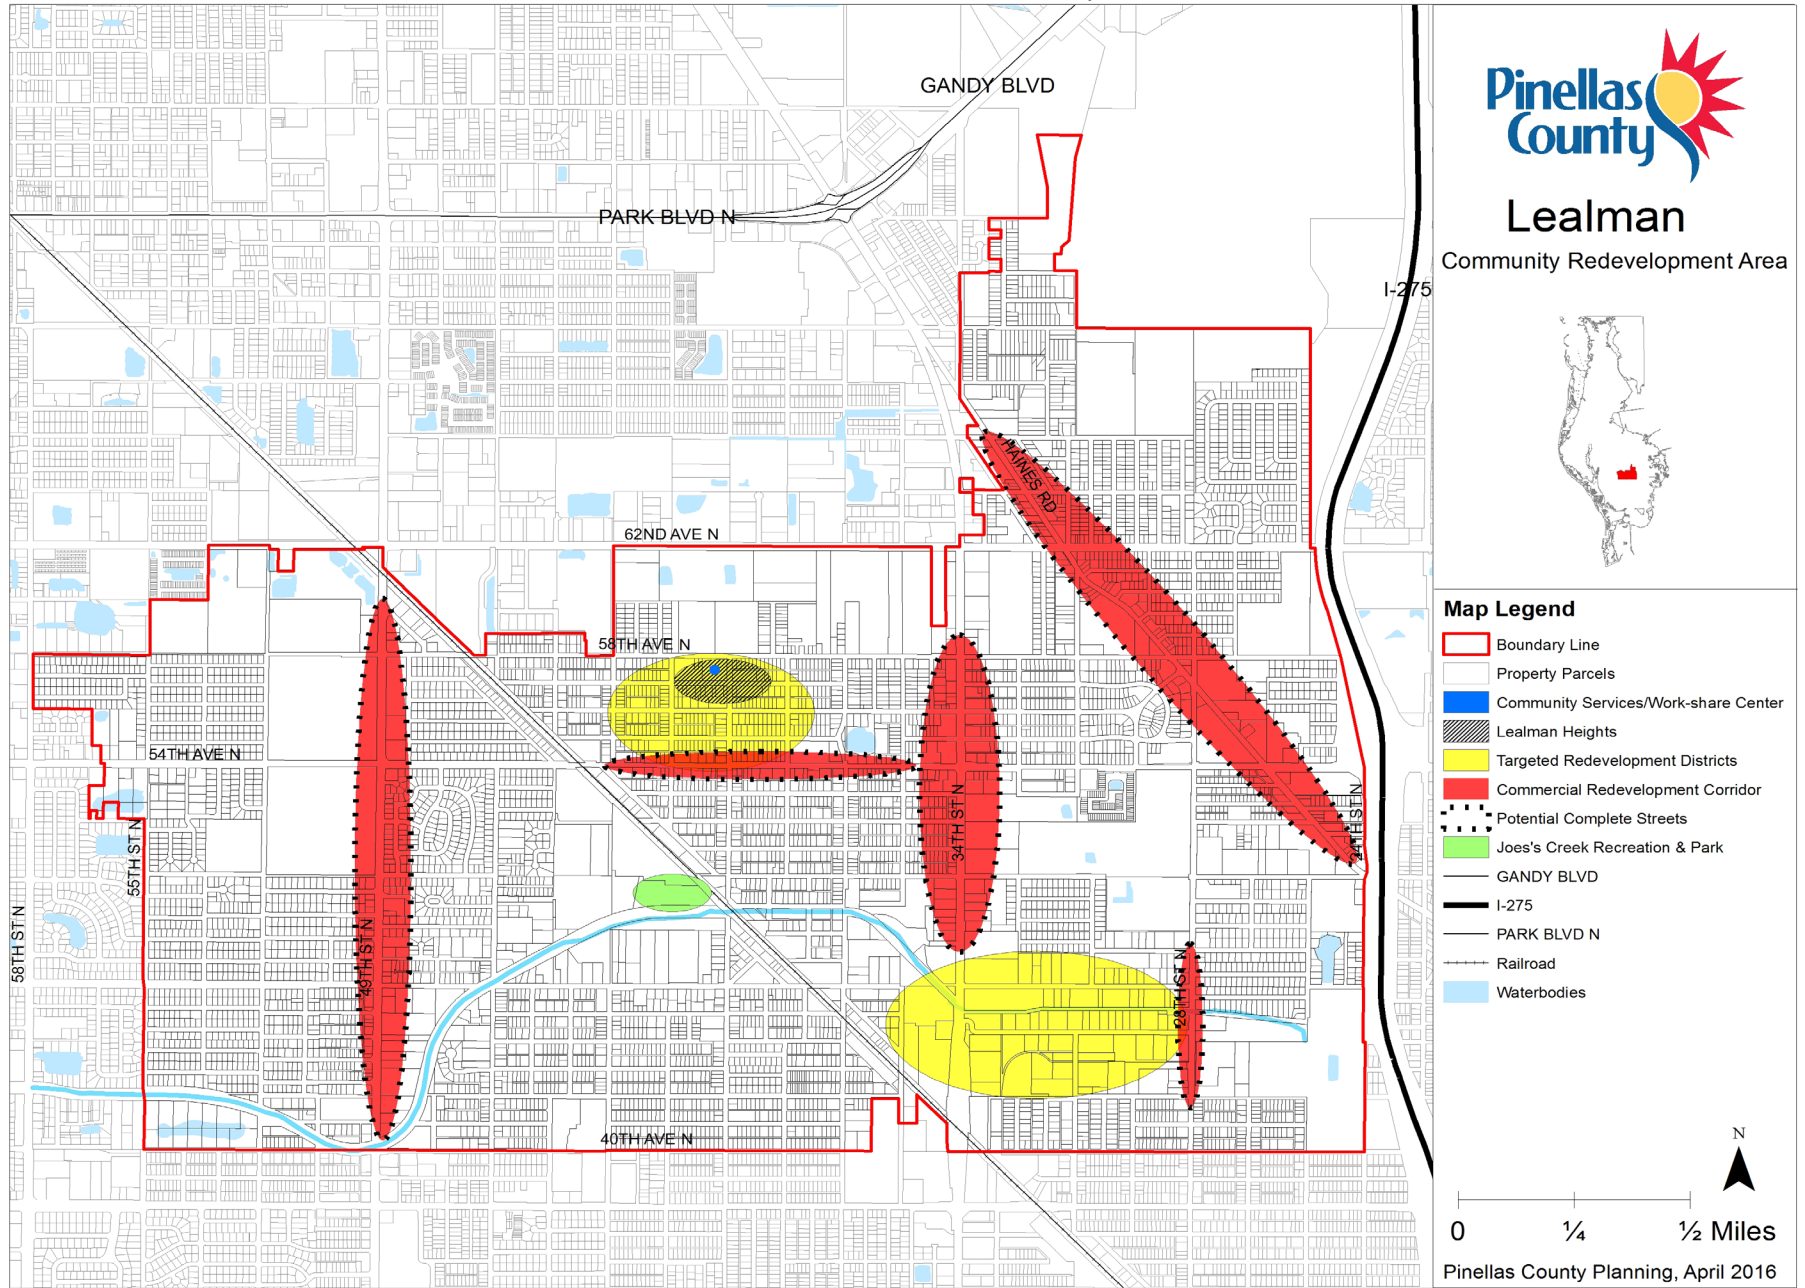 GANDY BLVD
PARK BLVD N
I-275
HAINES RD
62ND AVE N
58TH AVE N
54TH AVE N
55TH ST N
58TH ST N
49TH ST N
34TH ST N
24TH ST N
28TH ST N
40TH AVE N
Pinellas
County
Lealman
Community Redevelopment Area
Map Legend
Boundary Line
Property Parcels
Community Services/Work-share Center
Lealman Heights
Targeted Redevelopment Districts
Commercial Redevelopment Corridor
Potential Complete Streets
Joes's Creek Recreation & Park
GANDY BLVD
I-275
PARK BLVD N
Railroad
Waterbodies
N
0 ¼ ½ Miles
Pinellas County Planning, April 2016